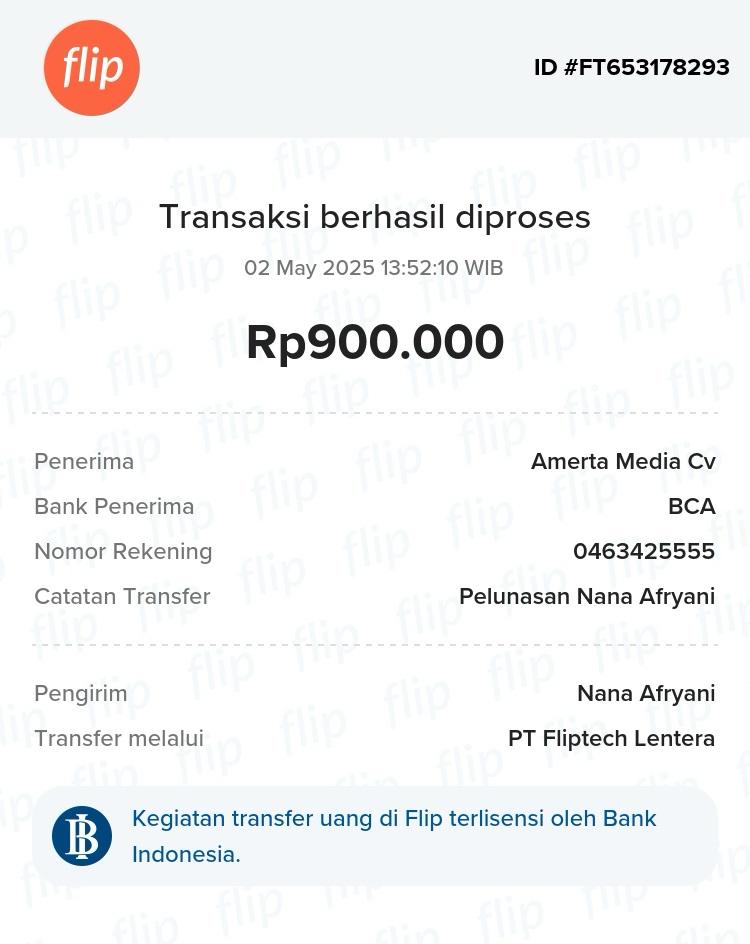 flip
ID #FT653178293
Transaksi berhasil diproses
02 May 2025 13:52:10 WIB
Rp900.000
Penerima Amerta Media Cv
Bank Penerima BCA
Nomor Rekening 0463425555
Catatan Transfer Pelunasan Nana Afryani
Pengirim Nana Afryani
Transfer melalui PT Fliptech Lentera
Kegiatan transfer uang di Flip terlisensi oleh Bank
Indonesia.